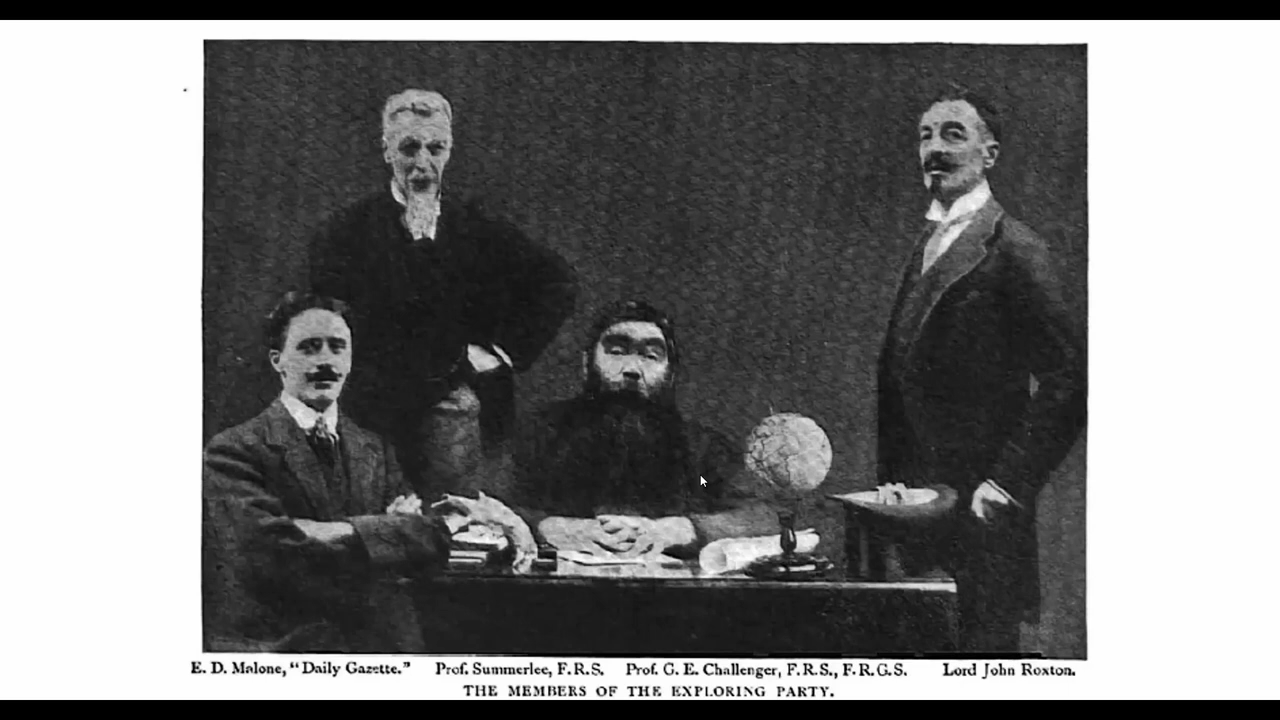 E. D. Malone, "Daily Gazette." Prof. Summerlee, F.R.S. Prof. G. E. Challenger, F.R.S., F.R.G.S. Lord John Roxton.
THE MEMBERS OF THE EXPLORING PARTY.